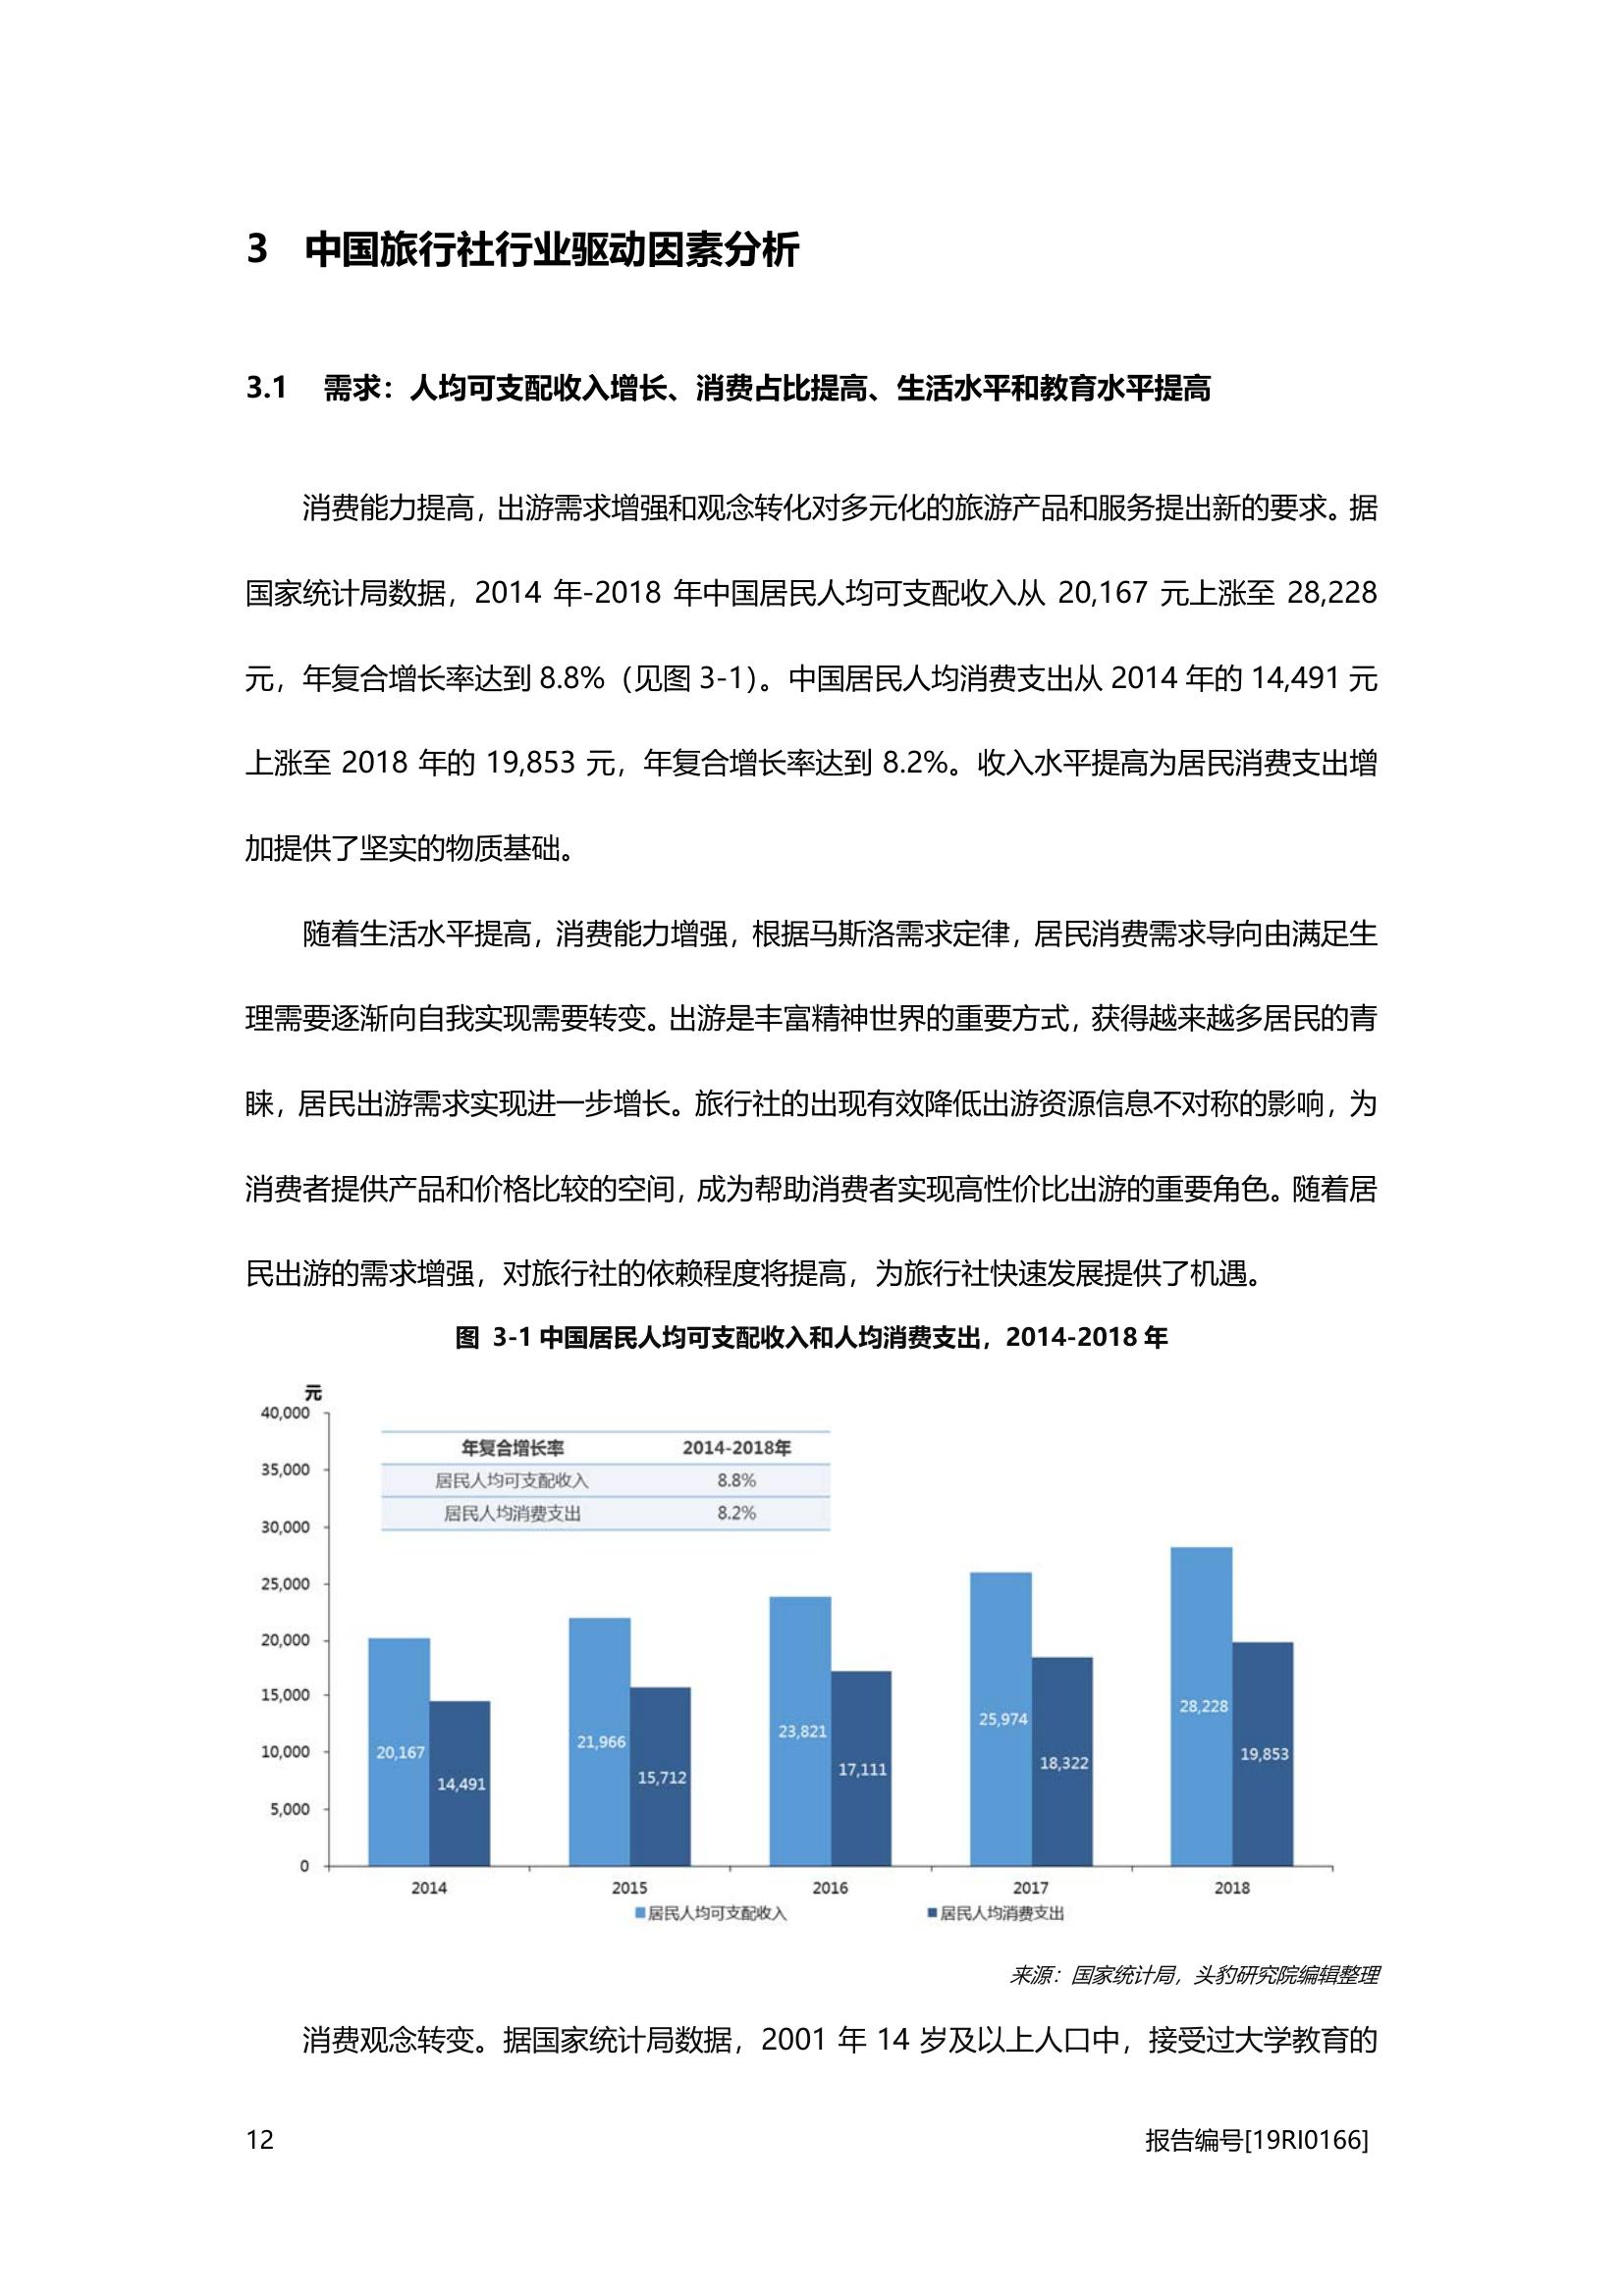 3 中国旅行社行业驱动因素分析
3.1 需求：人均可支配收入增长、消费占比提高、生活水平和教育水平提高
消费能力提高，出游需求增强和观念转化对多元化的旅游产品和服务提出新的要求。据
国家统计局数据，2014 年-2018 年中国居民人均可支配收入从 20,167 元上涨至 28,228
元，年复合增长率达到 8.8%（见图 3-1）。中国居民人均消费支出从 2014 年的 14,491 元
上涨至 2018 年的 19,853 元，年复合增长率达到 8.2%。收入水平提高为居民消费支出增
加提供了坚实的物质基础。
随着生活水平提高，消费能力增强，根据马斯洛需求定律，居民消费需求导向由满足生
理需要逐渐向自我实现需要转变。出游是丰富精神世界的重要方式，获得越来越多居民的青
睐，居民出游需求实现进一步增长。旅行社的出现有效降低出游资源信息不对称的影响，为
消费者提供产品和价格比较的空间，成为帮助消费者实现高性价比出游的重要角色。随着居
民出游的需求增强，对旅行社的依赖程度将提高，为旅行社快速发展提供了机遇。
图 3-1 中国居民人均可支配收入和人均消费支出，2014-2018 年
元
40,000
35,000
30,000
25,000
20,000
15,000
10,000
5,000
0
年复合增长率 2014-2018年
居民人均可支配收入 8.8%
居民人均消费支出 8.2%
20,167 14,491
21,966 15,712
23,821 17,111
25,974 18,322
28,228 19,853
2014 2015 2016 2017 2018
居民人均可支配收入 居民人均消费支出
来源：国家统计局，头豹研究院编辑整理
消费观念转变。据国家统计局数据，2001 年 14 岁及以上人口中，接受过大学教育的
12 报告编号[19RI0166]